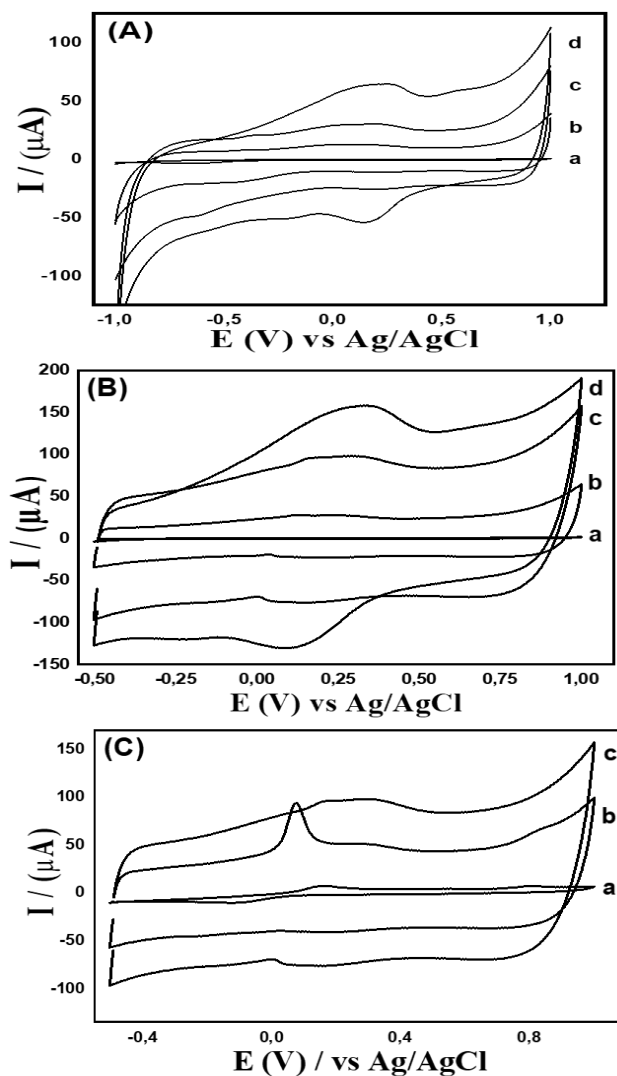 (A)
100
50
0
-50
-100
I / (µA)
d
c
b
a
-1,0 -0,5 0,0 0,5 1,0
E (V) vs Ag/AgCl
(B)
200
150
100
50
0
-50
-100
-150
I / (µA)
d
c
b
a
-0,50 -0,25 0,00 0,25 0,50 0,75 1,00
E (V) vs Ag/AgCl
(C)
150
100
50
0
-50
-100
I / (µA)
c
b
a
-0,4 0,0 0,4 0,8
E (V) / vs Ag/AgCl